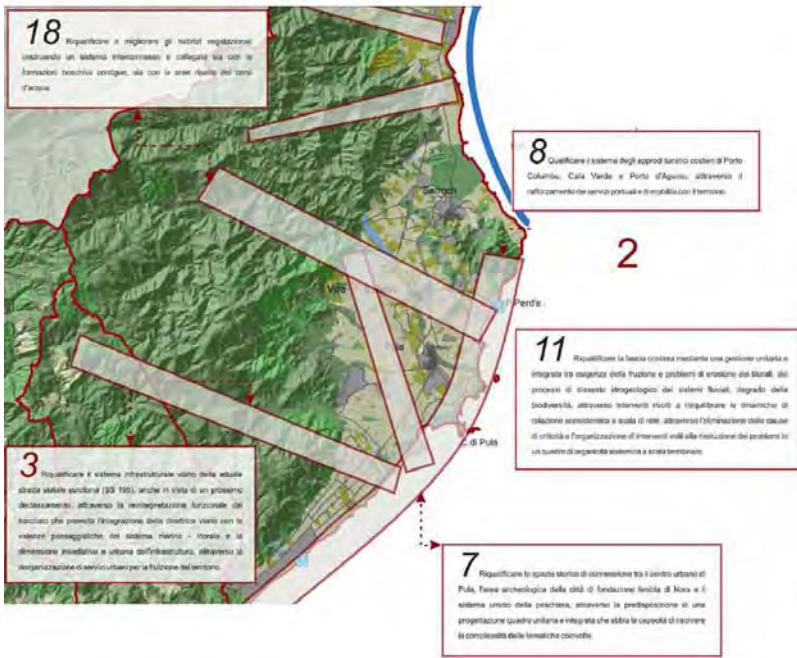 18 Riqualificare e migliorare gli habitat vegetazionali
costruendo un sistema interconnesso e collegato sia con le
formazioni boschive contigue, sia con le aree ripariali dei corsi
d'acqua.
8 Qualificare il sistema degli approdi turistici costieri di Porto
Columbu, Cala Verde e Porto d'Agumu, attraverso il
rafforzamento dei servizi portuali e di mobilità con il territorio.
Sarroch
2
Villa
P. Perd'e
Pula
C. di Pula
11 Riqualificare la fascia costiera mediante una gestione unitaria e
integrata tra esigenze della fruizione e problemi di erosione dei litorali, dei
processi di dissesto idrogeologico dei sistemi fluviali, degrado della
biodiversità, attraverso interventi rivolti a riequilibrare le dinamiche di
relazione ecosistemica a scala di rete, attraverso l'eliminazione delle cause
di criticità e l'organizzazione di interventi volti alla risoluzione dei problemi in
un quadro di organicità sistemica a scala territoriale.
3 Riqualificare il sistema infrastrutturale viario della attuale
strada statale sulcitana (SS 195), anche in vista di un prossimo
declassamento, attraverso la reinterpretazione funzionale del
tracciato che preveda l'integrazione della direttrice viaria con le
valenze paesaggistiche del sistema marino - litorale e la
dimensione insediativa e urbana dell'infrastruttura, attraverso la
riorganizzazione di servizi urbani per la fruizione del territorio.
7 Riqualificare lo spazio storico di connessione tra il centro urbano di
Pula, l'area archeologica della città di fondazione fenicia di Nora e il
sistema umido della peschiera, attraverso la predisposizione di una
progettazione quadro unitaria e integrata che abbia la capacità di risolvere
la complessità delle tematiche coinvolte.